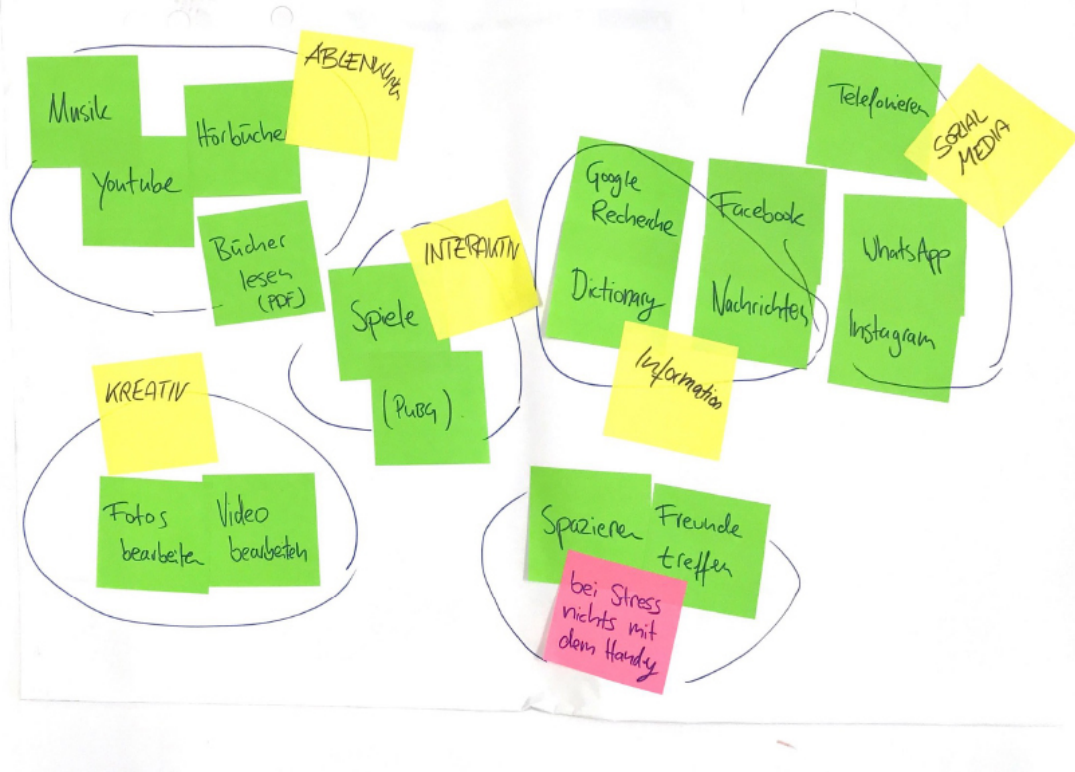 ABLENKUNG
Musik
Hörbücher
Youtube
Bücher
lesen
(PDF)
INTERAKTIV
Spiele
(PUBG)
KREATIV
Fotos
bearbeiten
Video
bearbeiten
Information
Google
Recherche
Dictionary
Facebook
Nachrichten
SOZIAL
MEDIA
Telefonieren
WhatsApp
Instagram
Spazieren
Freunde
treffen
bei Stress
nichts mit
dem Handy